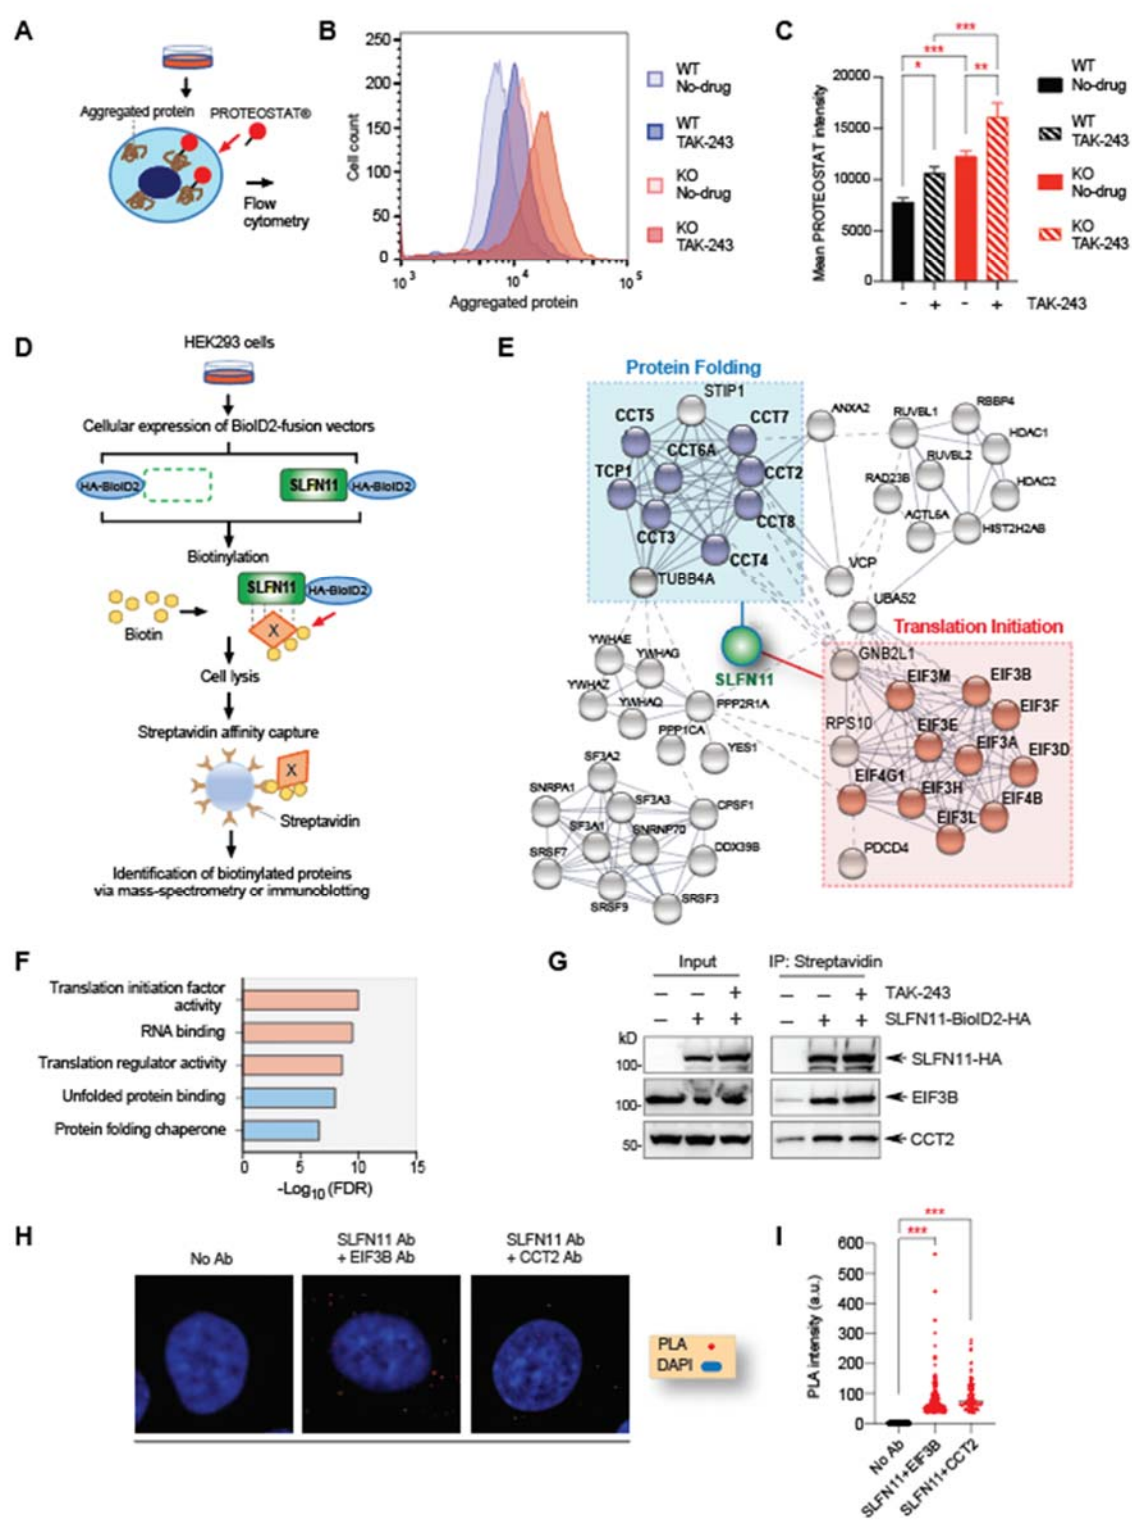 A
Aggregated protein
PROTEOSTAT®
Flow
cytometry
B
Cell count
250
200
150
100
50
0
10 3
10 4
10 5
Aggregated protein
WT
No-drug
WT
TAK-243
KO
No-drug
KO
TAK-243
C
Mean PROTEOSTAT intensity
20000
15000
10000
5000
0
***
***
*
**
- + - + TAK-243
WT
No-drug
WT
TAK-243
KO
No-drug
KO
TAK-243
D
HEK293 cells
Cellular expression of BioID2-fusion vectors
HA-BioID2
SLFN11
HA-BioID2
Biotinylation
SLFN11
HA-BioID2
X
Biotin
Cell lysis
Streptavidin affinity capture
X
Streptavidin
Identification of biotinylated proteins
via mass-spectrometry or immunoblotting
E
Protein Folding
STIP1
CCT5
CCT7
CCT6A
TCP1
CCT2
CCT3
CCT8
CCT4
TUBB4A
ANXA2
RUVBL1
RBBP4
HDAC1
RUVBL2
RAD23B
HDAC2
ACTL6A
HIST2H2AB
VCP
UBA52
SLFN11
Translation Initiation
GNB2L1
EIF3M
EIF3B
EIF3F
RPS10
EIF3E
EIF3A
EIF3D
EIF4G1
EIF3H
EIF4B
EIF3L
PDCD4
YWHAE
YWHAG
YWHAZ
YWHAQ
PPP2R1A
PPP1CA
YES1
SF3A2
SNRPA1
SF3A3
CPSF1
SF3A1
SNRNP70
SRSF7
DDX39B
SRSF9
SRSF3
F
Translation initiation factor
activity
RNA binding
Translation regulator activity
Unfolded protein binding
Protein folding chaperone
0 5 10 15
-Log10 (FDR)
G
Input
IP: Streptavidin
– – + – – + TAK-243
– + + – + + SLFN11-BioID2-HA
kD
100-
SLFN11-HA
100-
EIF3B
50-
CCT2
H
No Ab
SLFN11 Ab
+ EIF3B Ab
SLFN11 Ab
+ CCT2 Ab
PLA
DAPI
I
PLA intensity (a.u.)
600
500
400
300
200
100
0
***
***
No Ab
SLFN11+EIF3B
SLFN11+CCT2